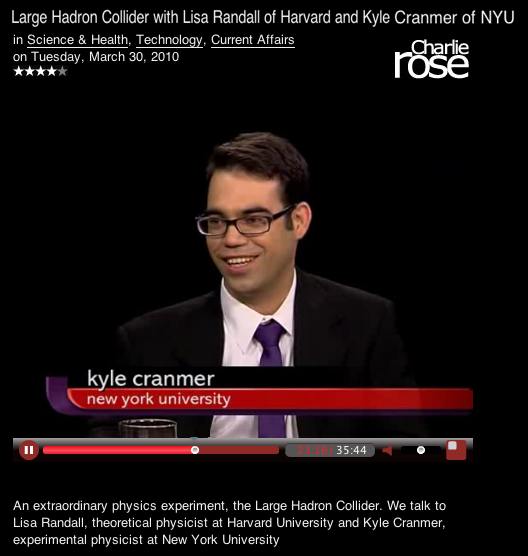 Large Hadron Collider with Lisa Randall of Harvard and Kyle Cranmer of NYU
in Science & Health, Technology, Current Affairs
on Tuesday, March 30, 2010
Charlie
rose
kyle cranmer
new york university
35:44
An extraordinary physics experiment, the Large Hadron Collider. We talk to
Lisa Randall, theoretical physicist at Harvard University and Kyle Cranmer,
experimental physicist at New York University